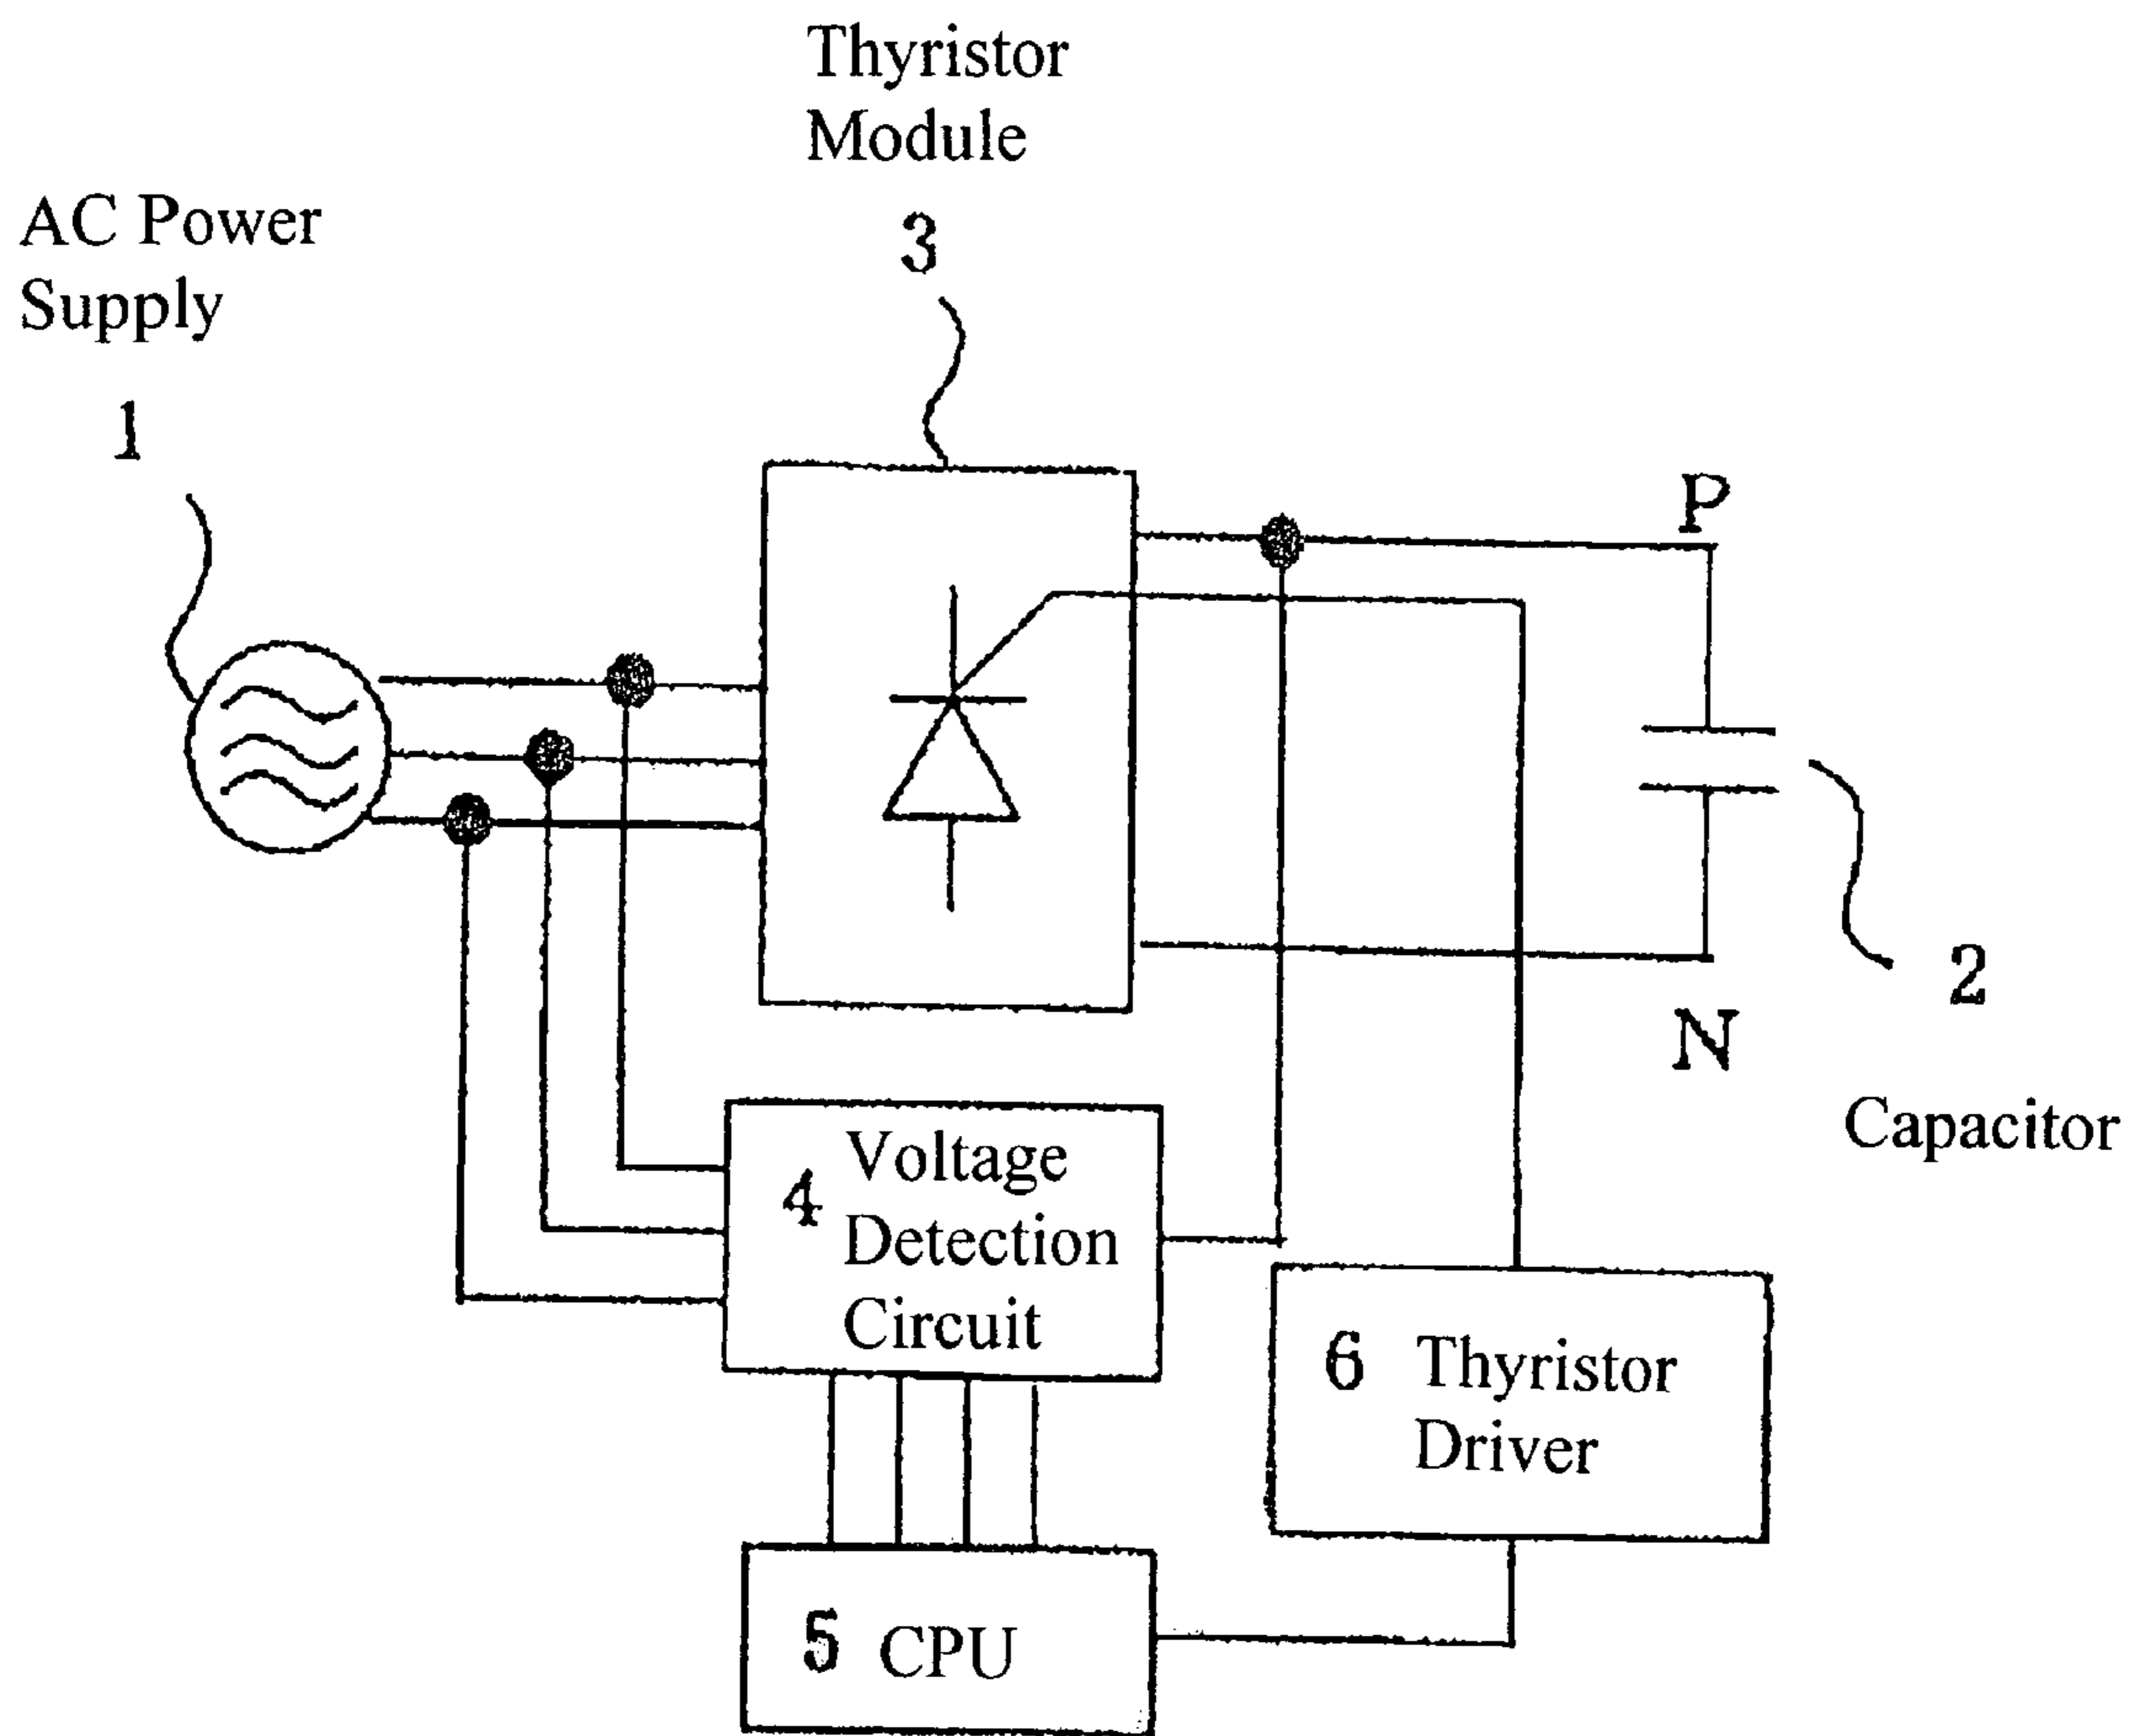 Thyristor
Module
3
AC Power
Supply
1
P
2
N
Capacitor
4
Voltage
Detection
Circuit
6
Thyristor
Driver
5
CPU